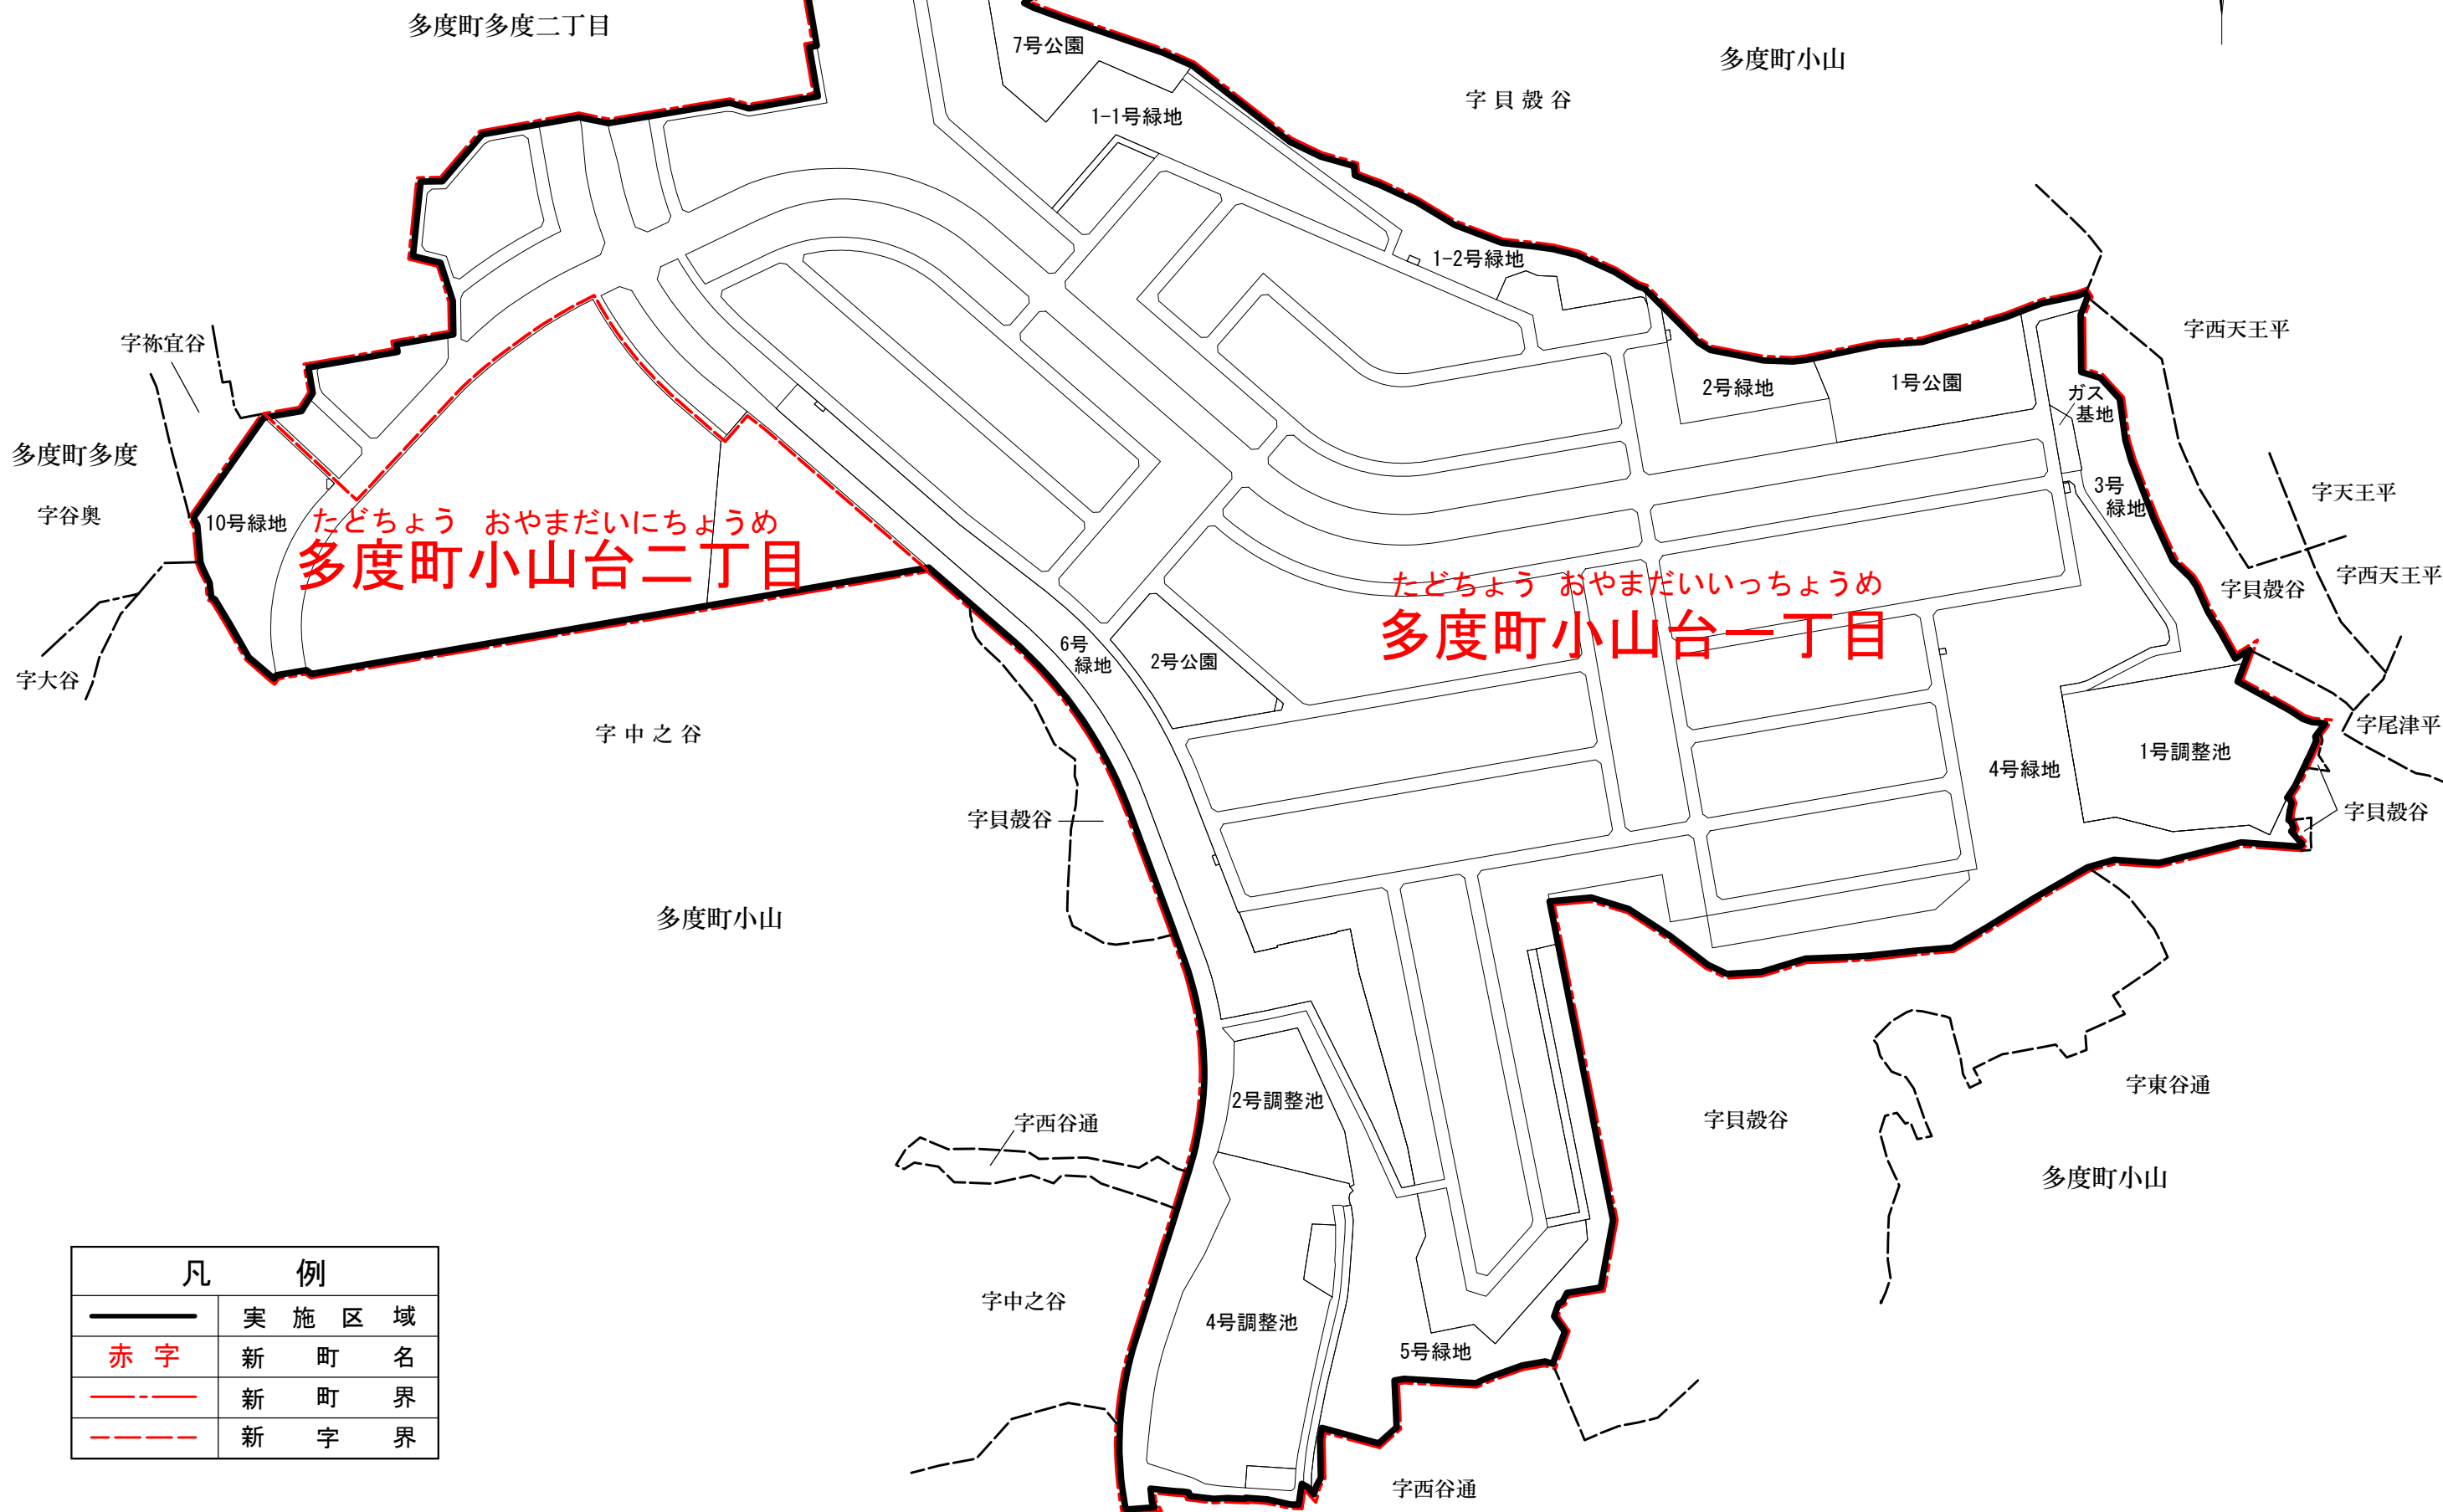 多度町多度二丁目
7号公園
多度町小山
字貝殻谷
1-1号緑地
1-2号緑地
字西天王平
字祢宜谷
2号緑地
1号公園
ガス
基地
多度町多度
3号
緑地
字天王平
字谷奥
10号緑地
たどちょう おやまだいにちょうめ
多度町小山台二丁目
たどちょう おやまだいいっちょうめ
多度町小山台一丁目
字貝殻谷
字西天王平
6号
緑地
2号公園
字大谷
字中之谷
字尾津平
1号調整池
4号緑地
字貝殻谷
字貝殻谷
多度町小山
字東谷通
2号調整池
字西谷通
字貝殻谷
多度町小山
字中之谷
4号調整池
5号緑地
字西谷通
凡例
実施区域
赤字 新町名
新町界
新字界